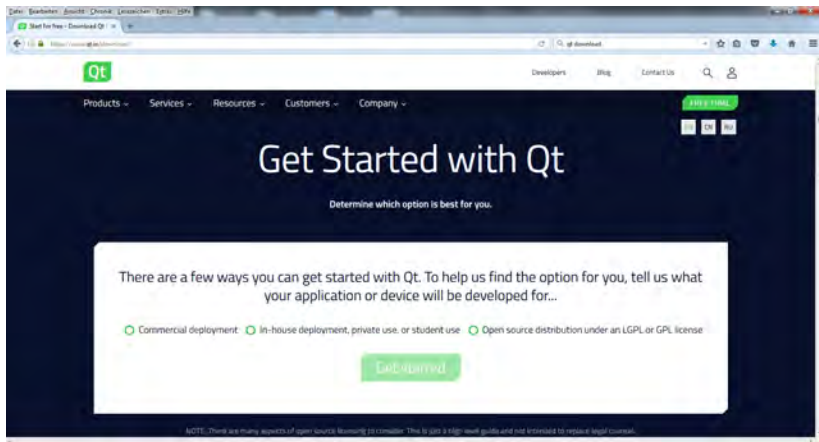 Datei Bearbeiten Ansicht Chronik Lesezeichen Extras Hilfe
Start for free - Download Qt
https://www.qt.io/download/
qt download
Qt
Developers Blog Contact Us
Products Services Resources Customers Company
FREE TRIAL
EN CN RU
Get Started with Qt
Determine which option is best for you.
There are a few ways you can get started with Qt. To help us find the option for you, tell us what
your application or device will be developed for...
Commercial deployment In-house deployment, private use, or student use Open source distribution under an LGPL or GPL license
Get started
NOTE: There are many aspects of open source licensing to consider. This is just a high-level guide and not intended to replace legal counsel.